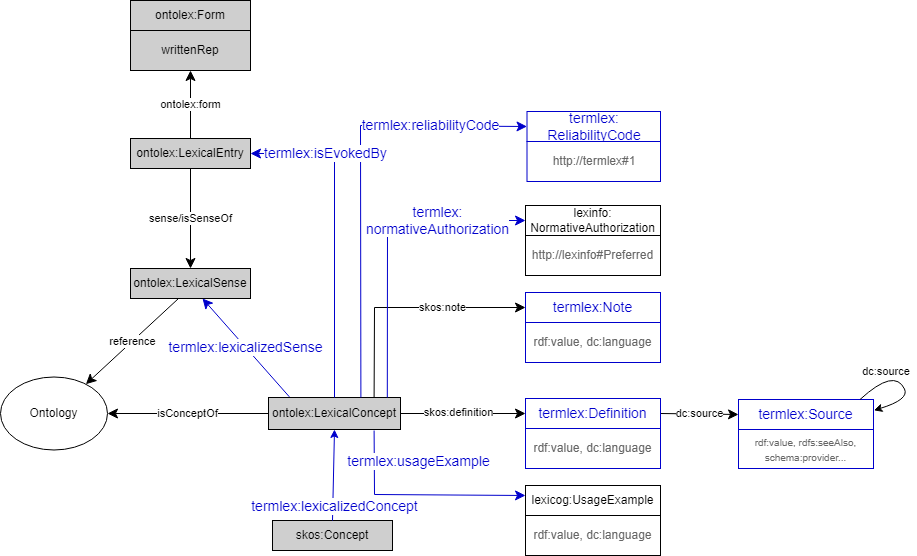 ontolex:Form
writtenRep
ontolex:form
termlex:reliabilityCode
termlex:
ReliabilityCode
http://termlex#1
ontolex:LexicalEntry
termlex:isEvokedBy
sense/isSenseOf
termlex:
normativeAuthorization
lexinfo:
NormativeAuthorization
http://lexinfo#Preferred
ontolex:LexicalSense
skos:note
termlex:Note
rdf:value, dc:language
reference
termlex:lexicalizedSense
dc:source
Ontology
isConceptOf
ontolex:LexicalConcept
skos:definition
termlex:Definition
rdf:value, dc:language
dc:source
termlex:Source
rdf:value, rdfs:seeAlso,
schema:provider...
termlex:usageExample
termlex:lexicalizedConcept
lexicog:UsageExample
rdf:value, dc:language
skos:Concept